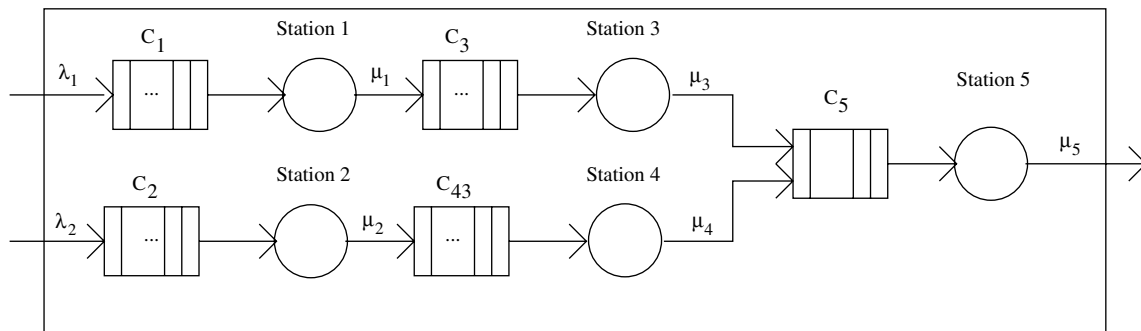 Station 1
Station 3
C1
C3
λ1
...
μ1
...
μ3
Station 5
C5
μ5
Station 2
Station 4
C2
C43
λ2
...
μ2
...
μ4